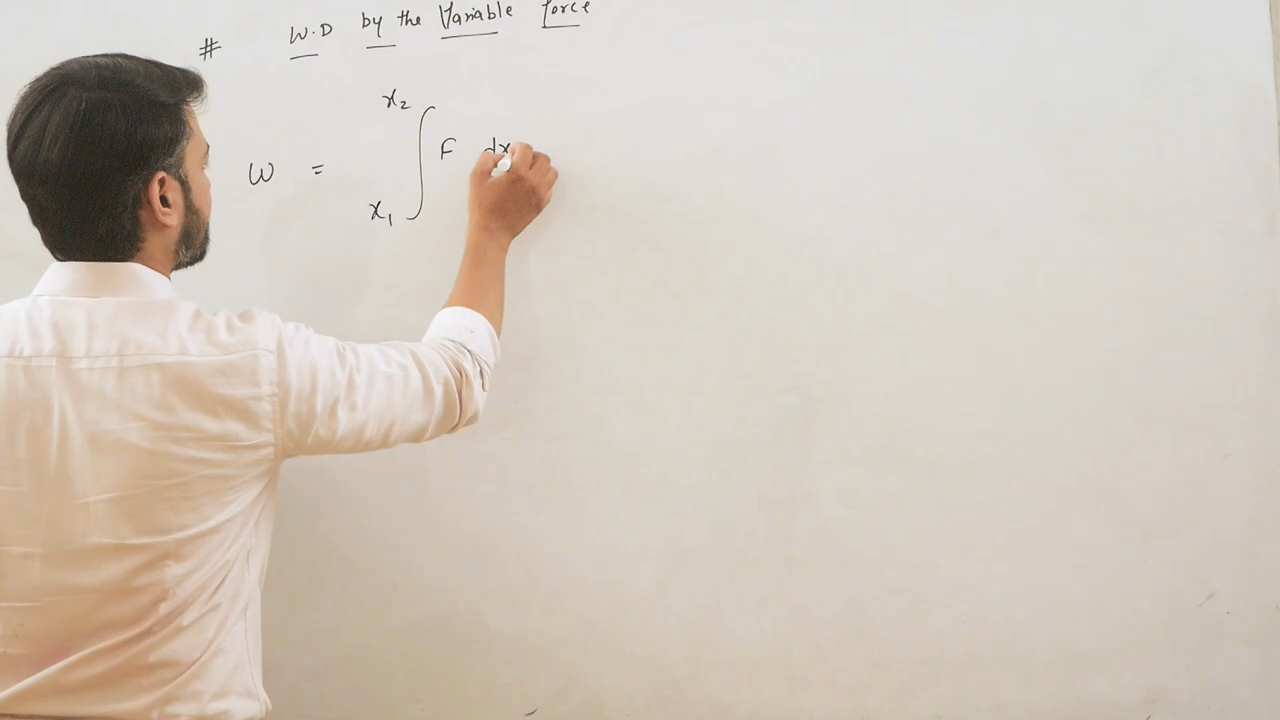 # W.D by the Variable force
x₂
W = ∫ F dx
x₁